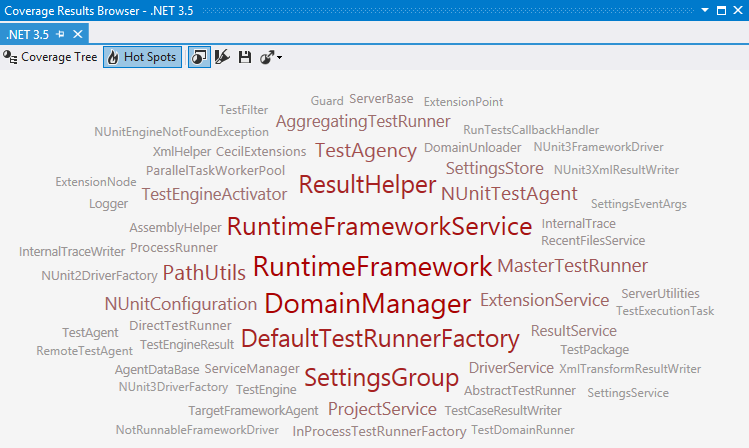 Coverage Results Browser - .NET 3.5
.NET 3.5
Coverage Tree Hot Spots
Guard ServerBase ExtensionPoint
TestFilter AggregatingTestRunner
NUnitEngineNotFoundException RunTestsCallbackHandler
XmlHelper CecilExtensions TestAgency DomainUnloader NUnit3FrameworkDriver
ParallelTaskWorkerPool SettingsStore NUnit3XmlResultWriter
ExtensionNode TestEngineActivator ResultHelper NUnitTestAgent
Logger SettingsEventArgs
AssemblyHelper RuntimeFrameworkService InternalTrace
RecentFilesService
InternalTraceWriter ProcessRunner
NUnit2DriverFactory PathUtils RuntimeFramework MasterTestRunner
NUnitConfiguration DomainManager ExtensionService ServerUtilities
TestExecutionTask
TestAgent DirectTestRunner DefaultTestRunnerFactory ResultService
RemoteTestAgent TestEngineResult TestPackage
AgentDataBase ServiceManager SettingsGroup DriverService XmlTransformResultWriter
NUnit3DriverFactory TestEngine AbstractTestRunner SettingsService
TargetFrameworkAgent ProjectService TestCaseResultWriter
NotRunnableFrameworkDriver InProcessTestRunnerFactory TestDomainRunner